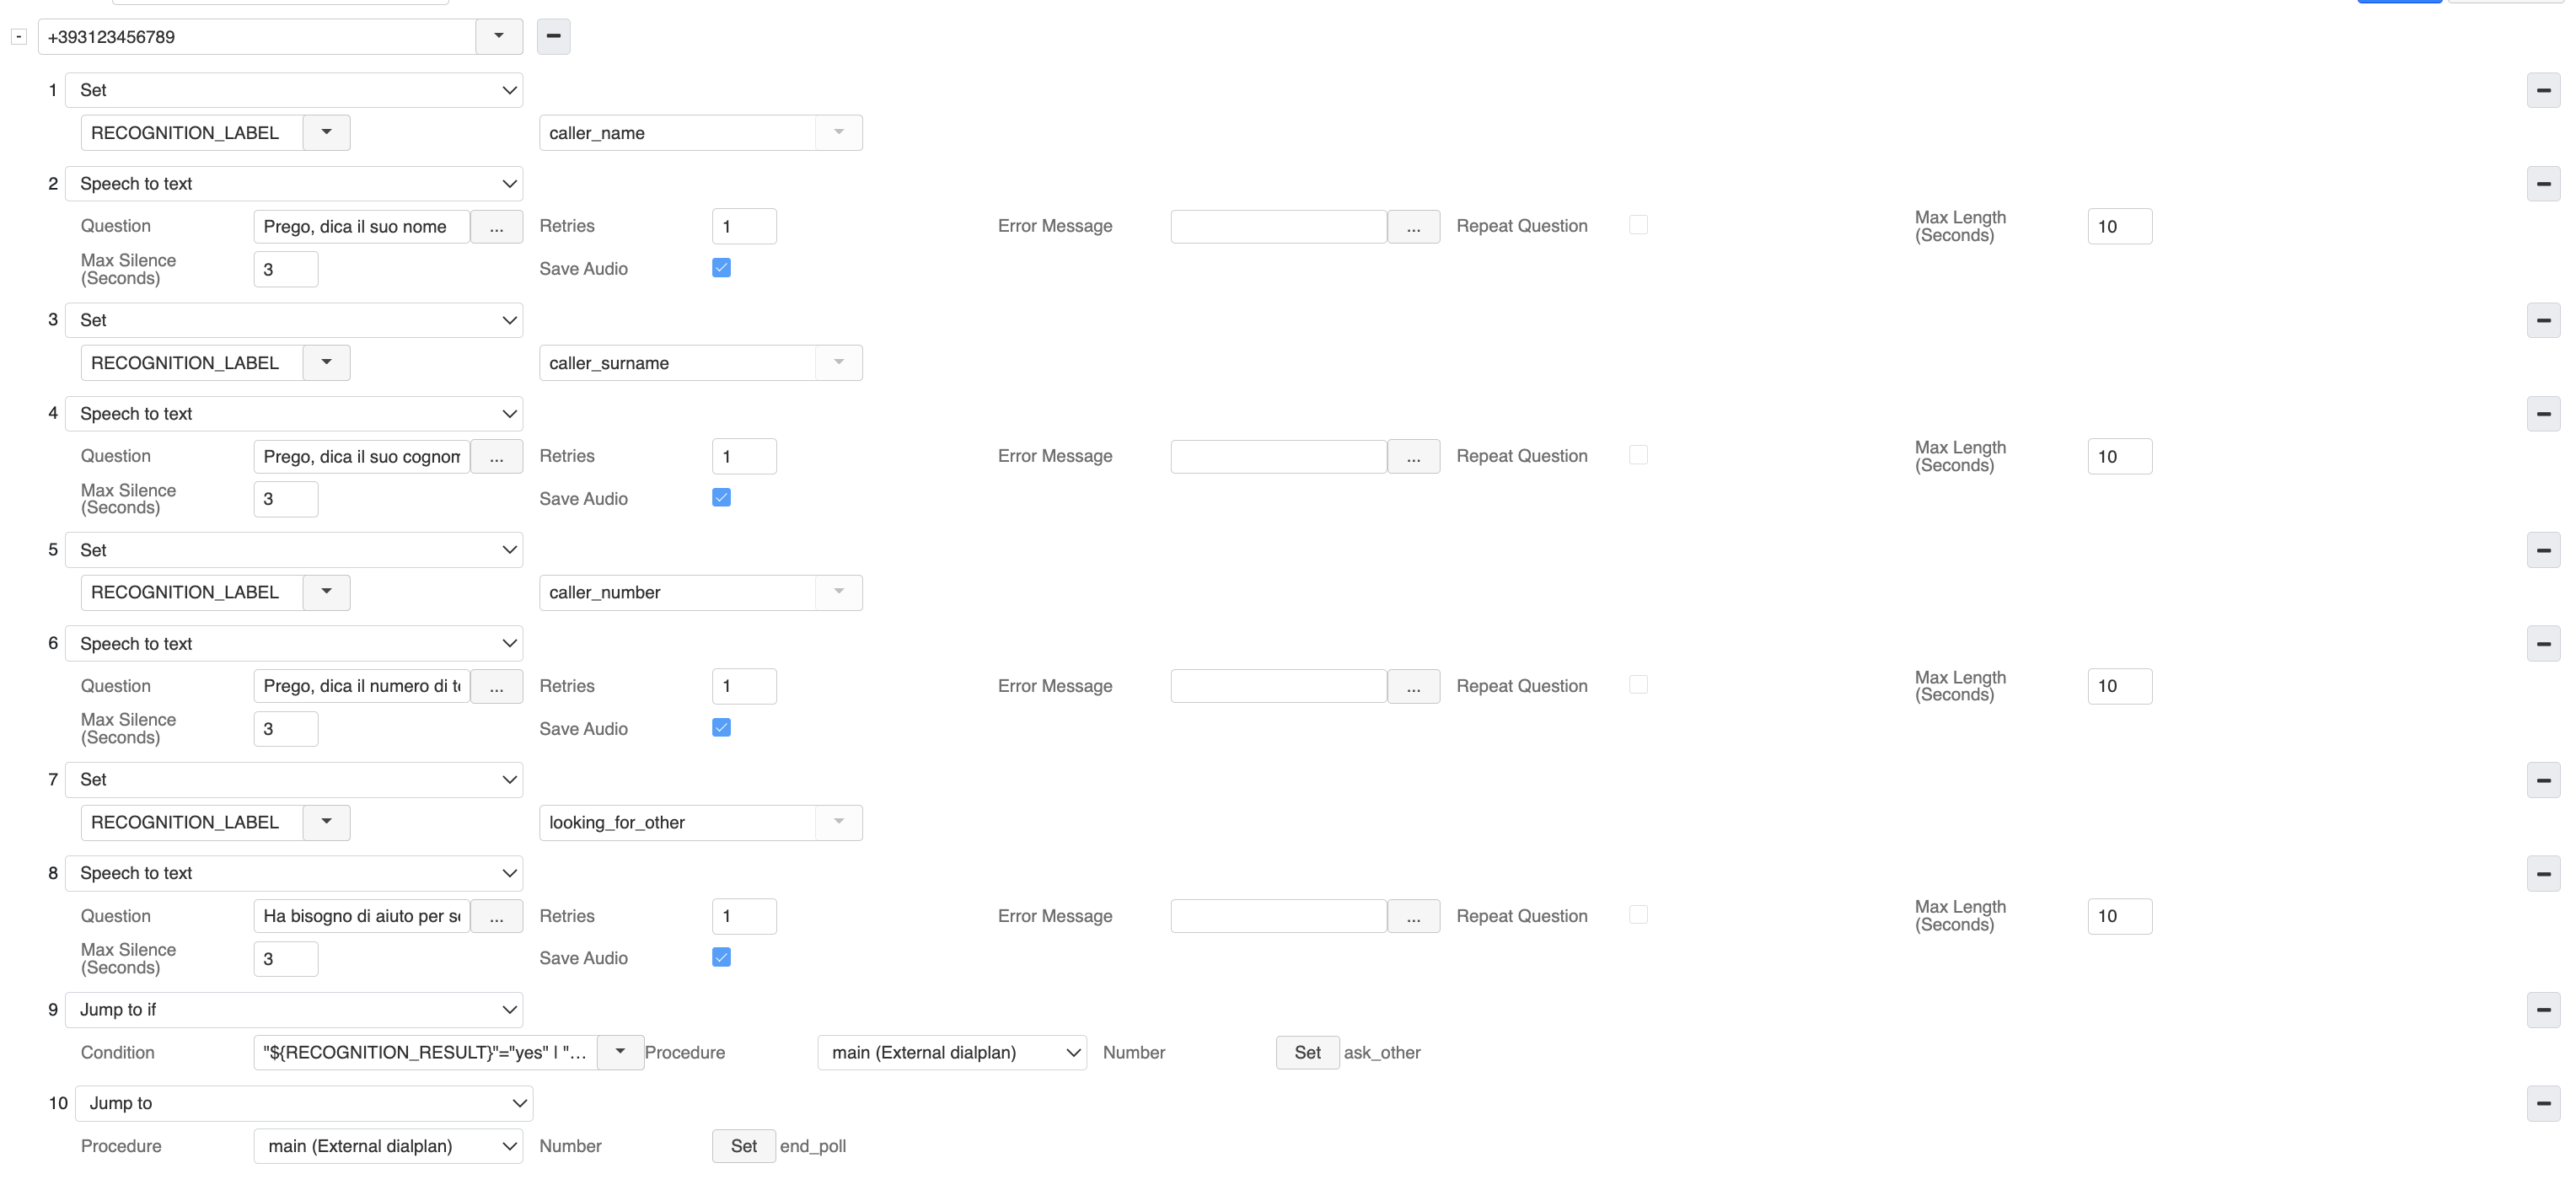 - +393123456789
1 Set
RECOGNITION_LABEL caller_name
2 Speech to text
Question Prego, dica il suo nome ... Retries 1 Error Message ... Repeat Question Max Length (Seconds) 10
Max Silence (Seconds) 3 Save Audio
3 Set
RECOGNITION_LABEL caller_surname
4 Speech to text
Question Prego, dica il suo cognom ... Retries 1 Error Message ... Repeat Question Max Length (Seconds) 10
Max Silence (Seconds) 3 Save Audio
5 Set
RECOGNITION_LABEL caller_number
6 Speech to text
Question Prego, dica il numero di te ... Retries 1 Error Message ... Repeat Question Max Length (Seconds) 10
Max Silence (Seconds) 3 Save Audio
7 Set
RECOGNITION_LABEL looking_for_other
8 Speech to text
Question Ha bisogno di aiuto per se ... Retries 1 Error Message ... Repeat Question Max Length (Seconds) 10
Max Silence (Seconds) 3 Save Audio
9 Jump to if
Condition "${RECOGNITION_RESULT}"="yes" | "... Procedure main (External dialplan) Number Set ask_other
10 Jump to
Procedure main (External dialplan) Number Set end_poll